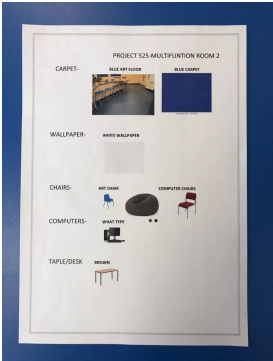 PROJECT 525-MULTIFUNTION ROOM 2
CARPET- BLUE ART FLOOR BLUE CARPET
WALLPAPER- WHITE WALLPAPER
CHAIRS- ART CHAIR COMPUTER CHAIRS
COMPUTERS- WHAT TYPE ??
TAPLE/DESK BROWN